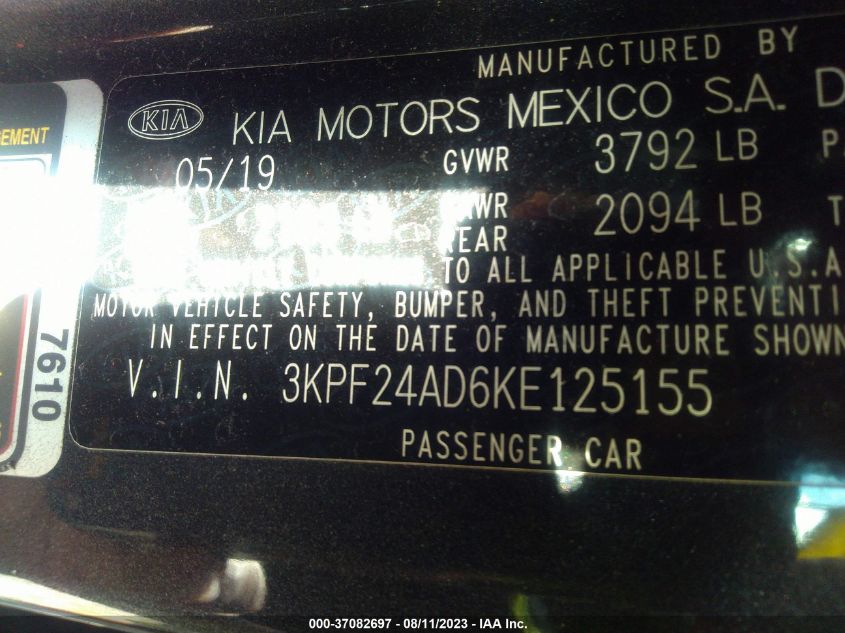 MANUFACTURED BY
KIA KIA MOTORS MEXICO S.A. D
05/19 GVWR 3792 LB P
2094 LB T
REAR
TO ALL APPLICABLE U.S.A
MOTOR VEHICLE SAFETY, BUMPER, AND THEFT PREVENTI
IN EFFECT ON THE DATE OF MANUFACTURE SHOWN
V.I.N. 3KPF24AD6KE125155
PASSENGER CAR
GEMENT
7610
000-37082697 - 08/11/2023 - IAA Inc.